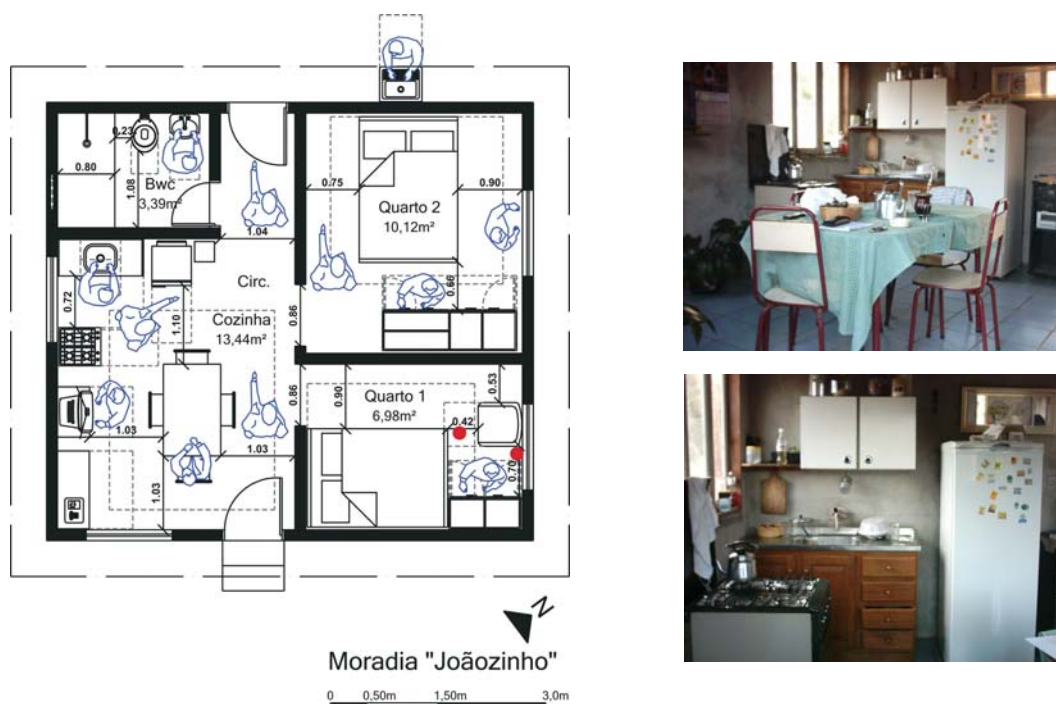 0.23
0.80
1.08
Bwc
3,39m²
1.04
0.75
0.90
Quarto 2
10,12m²
0.66
Circ.
0.72
1.10
Cozinha
13,44m²
0.86
0.86
0.90
Quarto 1
6,98m²
0.53
0.42
0.70
1.03
1.03
1.03
N
Moradia "Joãozinho"
0 0,50m 1,50m 3,0m